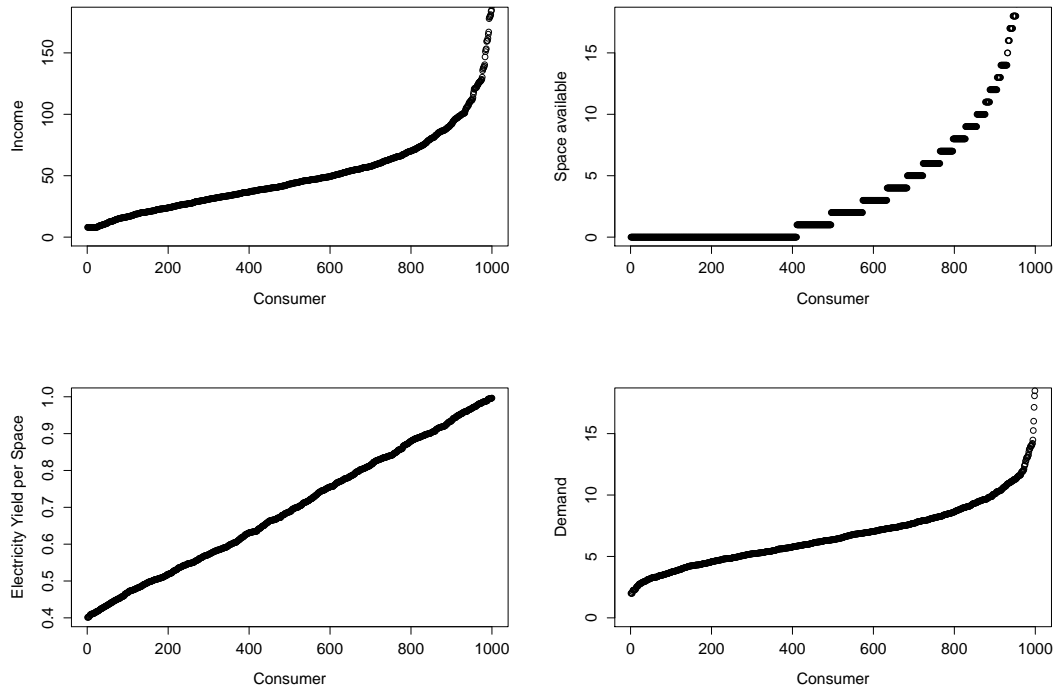 Income
0 50 100 150
0 200 400 600 800 1000
Consumer
Space available
0 5 10 15
0 200 400 600 800 1000
Consumer
Electricity Yield per Space
0.4 0.5 0.6 0.7 0.8 0.9 1.0
0 200 400 600 800 1000
Consumer
Demand
0 5 10 15
0 200 400 600 800 1000
Consumer